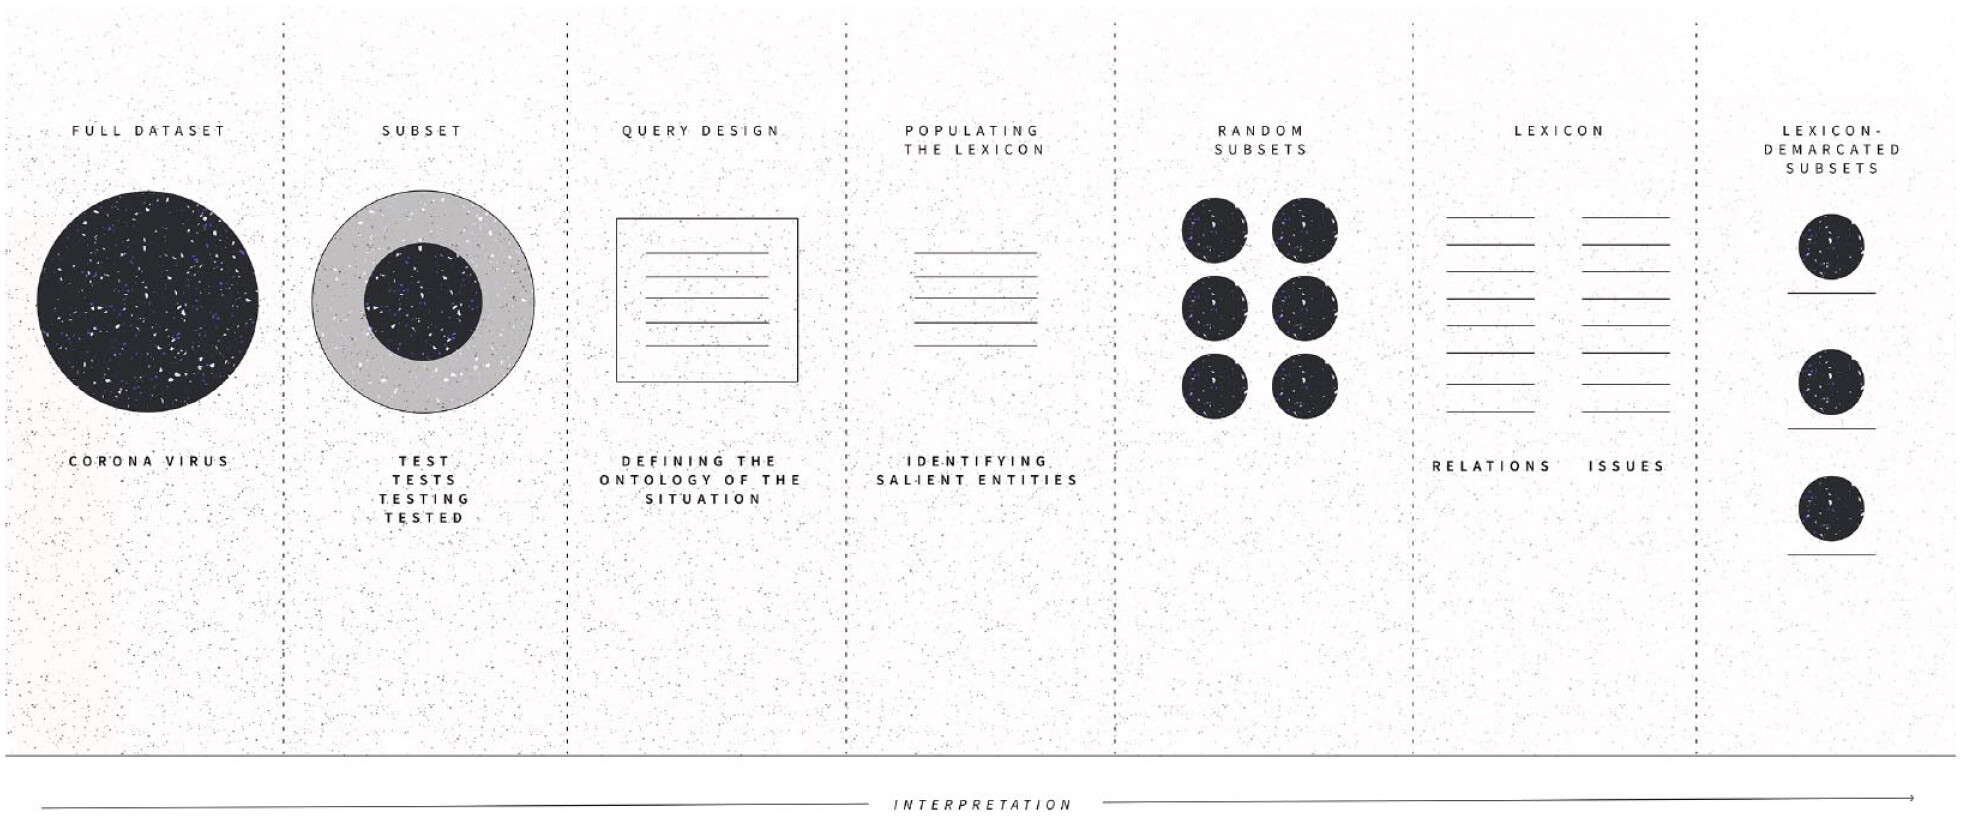 FULL DATASET
CORONA VIRUS
SUBSET
TEST
TESTS
TESTING
TESTED
QUERY DESIGN
DEFINING THE
ONTOLOGY OF THE
SITUATION
POPULATING
THE LEXICON
IDENTIFYING
SALIENT ENTITIES
RANDOM
SUBSETS
LEXICON
RELATIONS ISSUES
LEXICON-
DEMARCATED
SUBSETS
INTERPRETATION